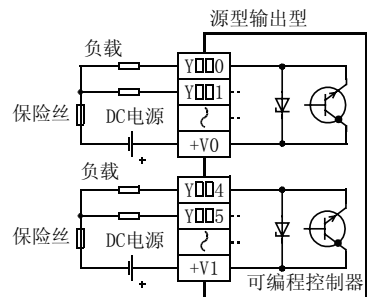 源型输出型
负载
Y□□0
Y□□1
保险丝
DC电源
+V0
+
负载
Y□□4
Y□□5
保险丝
DC电源
+V1
+
可编程控制器